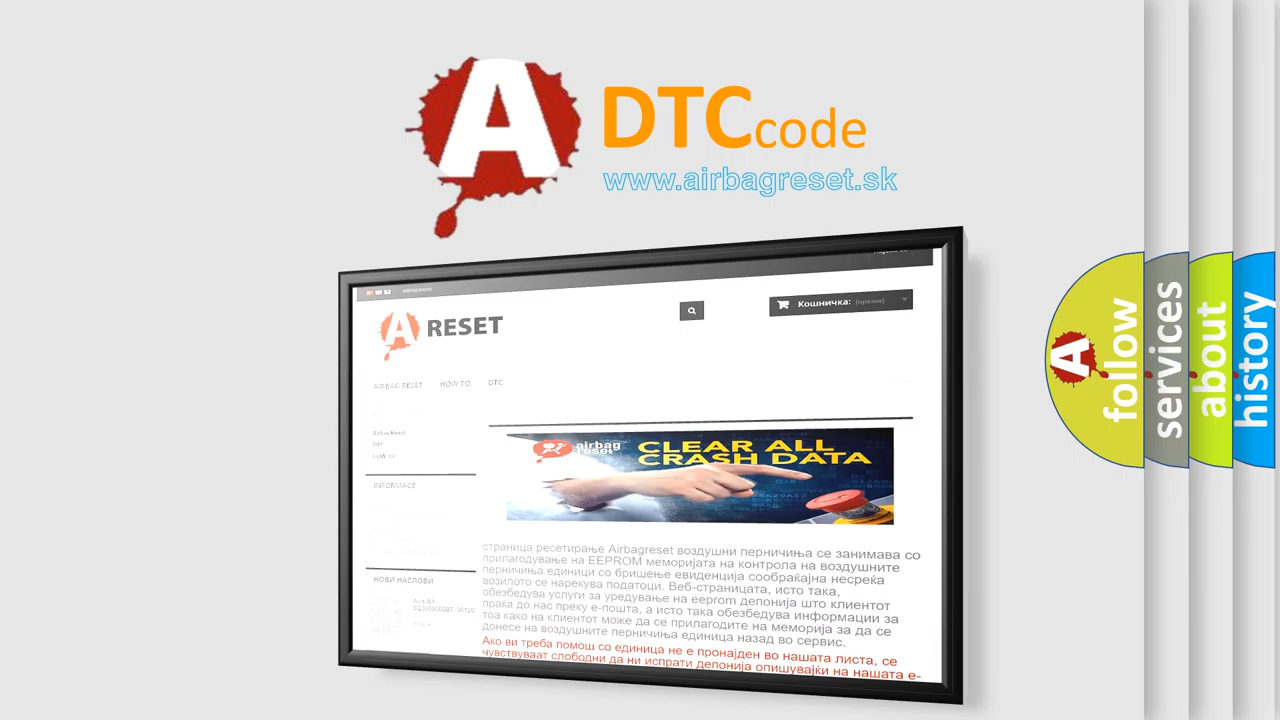 A
DTC code
www.airbagreset.sk
A RESET
Кошничка: (празно)
AIRBAG RESET HOW TO DTC
Airbag Reset
INFORMACE
airbag
reset
CLEAR ALL
CRASH DATA
НОВИ НАСЛОВИ
страница ресетирање Airbagreset воздушни перничиња се занимава со
прилагодување на EEPROM меморијата на контрола на воздушните
перничиња единици со бришење евиденција сообраќајна несреќа
возилото се нарекува податоци. Веб-страницата, исто така,
обезбедува услуги за уредување на eeprom депонија што клиентот
праќа до нас преку е-пошта, а исто така обезбедува информации за
тоа како на клиентот може да се прилагодите на меморија за да се
донесе на воздушните перничиња единица назад во сервис.
Ако ви треба помош со единица не е пронајден во нашата листа, се
чувствуваат слободни да ни испрати депонија опишувајќи на нашата е-
A
follow
services
about
history